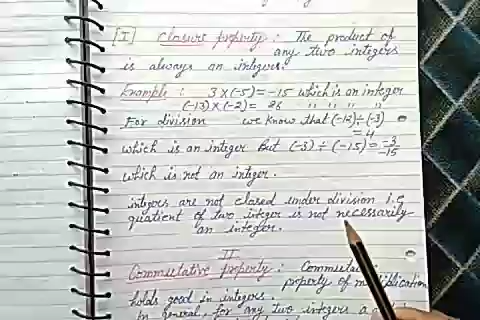 [I] Closure property : The product of
any two integers
is always an integers.
Example : 3 × (-5) = -15 which is an integer
(-13) × (-2) = 26 " " " "
For division we know that (-12) ÷ (-3)
= 4
which is an integer But (-3) ÷ (-15) = -3/-15
which is not an integer.
integers are not closed under division i.e
quotient of two integer is not necessarily
an integer.
II
Commutative property : Commuta
property of multiplication
holds good in integers.
In general, for any two integers a